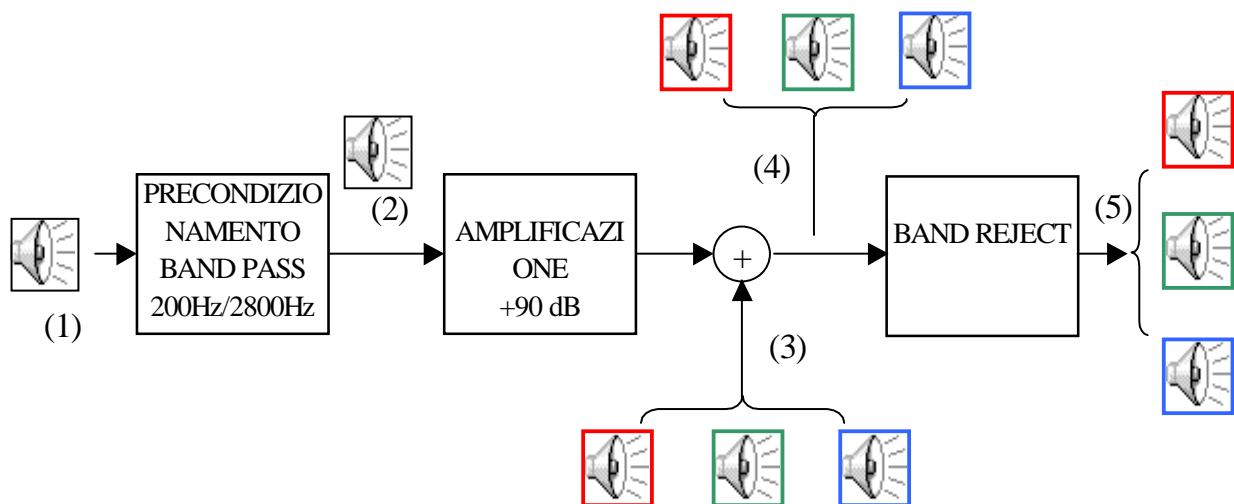 (1)
PRECONDIZIO
NAMENTO
BAND PASS
200Hz/2800Hz
(2)
AMPLIFICAZI
ONE
+90 dB
+
(3)
(4)
BAND REJECT
(5)